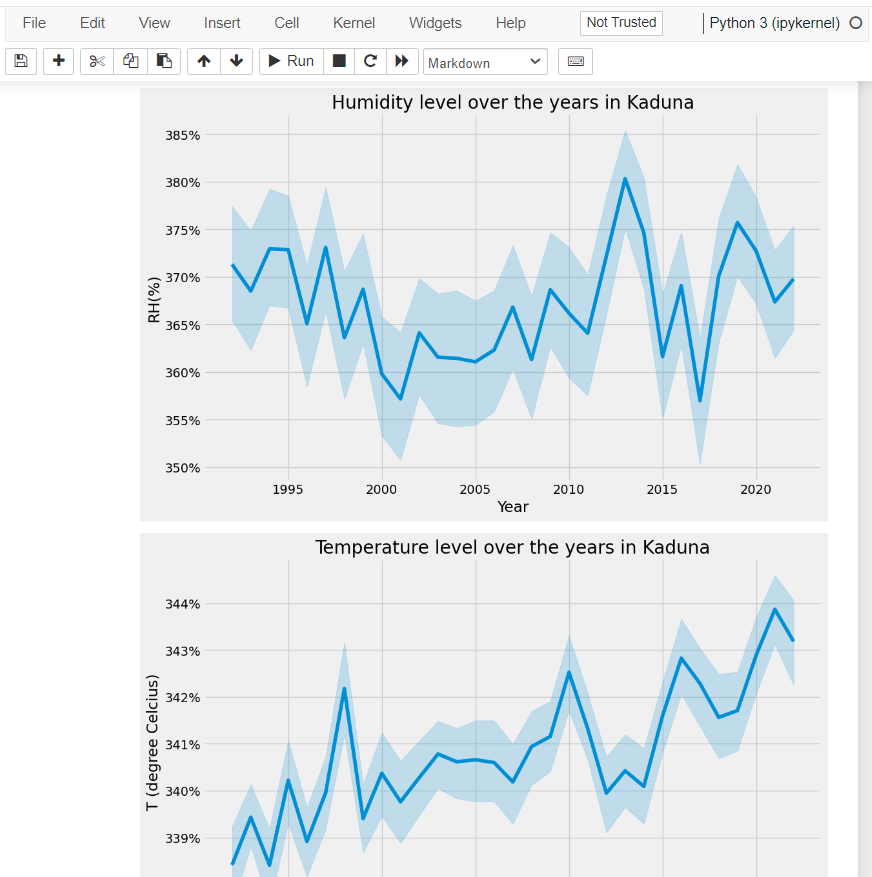 File Edit View Insert Cell Kernel Widgets Help Not Trusted Python 3 (ipykernel)
Run Markdown
Humidity level over the years in Kaduna
385%
380%
375%
370%
365%
360%
355%
350%
RH(%)
1995 2000 2005 2010 2015 2020
Year
Temperature level over the years in Kaduna
344%
343%
342%
341%
340%
339%
T (degree Celcius)